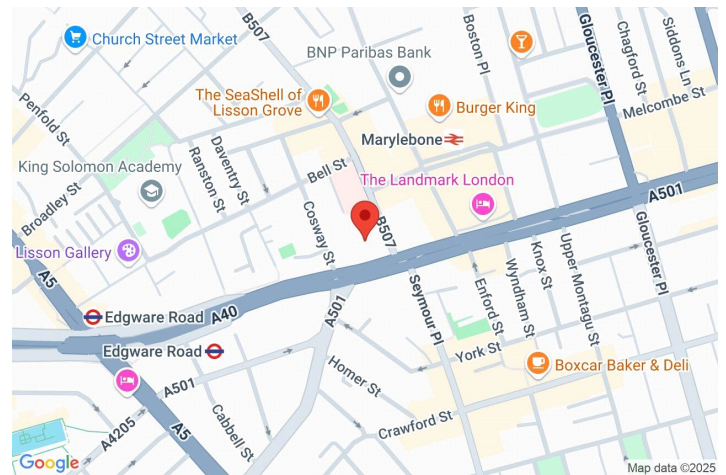 Church Street Market
B507
BNP Paribas Bank
Boston Pl
Gloucester Pl
Chagford St
Siddons Ln
The SeaShell of
Lisson Grove
Burger King
Melcombe St
Penfold St
Marylebone
King Solomon Academy
Daventry St
Ranston St
Bell St
The Landmark London
A501
Broadley St
Cosway St
B507
Lisson Gallery
A5
Seymour Pl
Enford St
Wyndham St
Knox St
Upper Montagu St
Gloucester Pl
Edgware Road
A40
A501
Edgware Road
York St
Homer St
Boxcar Baker & Deli
A501
Cabbell St
Crawford St
A4205
A5
Google
Map data ©2025